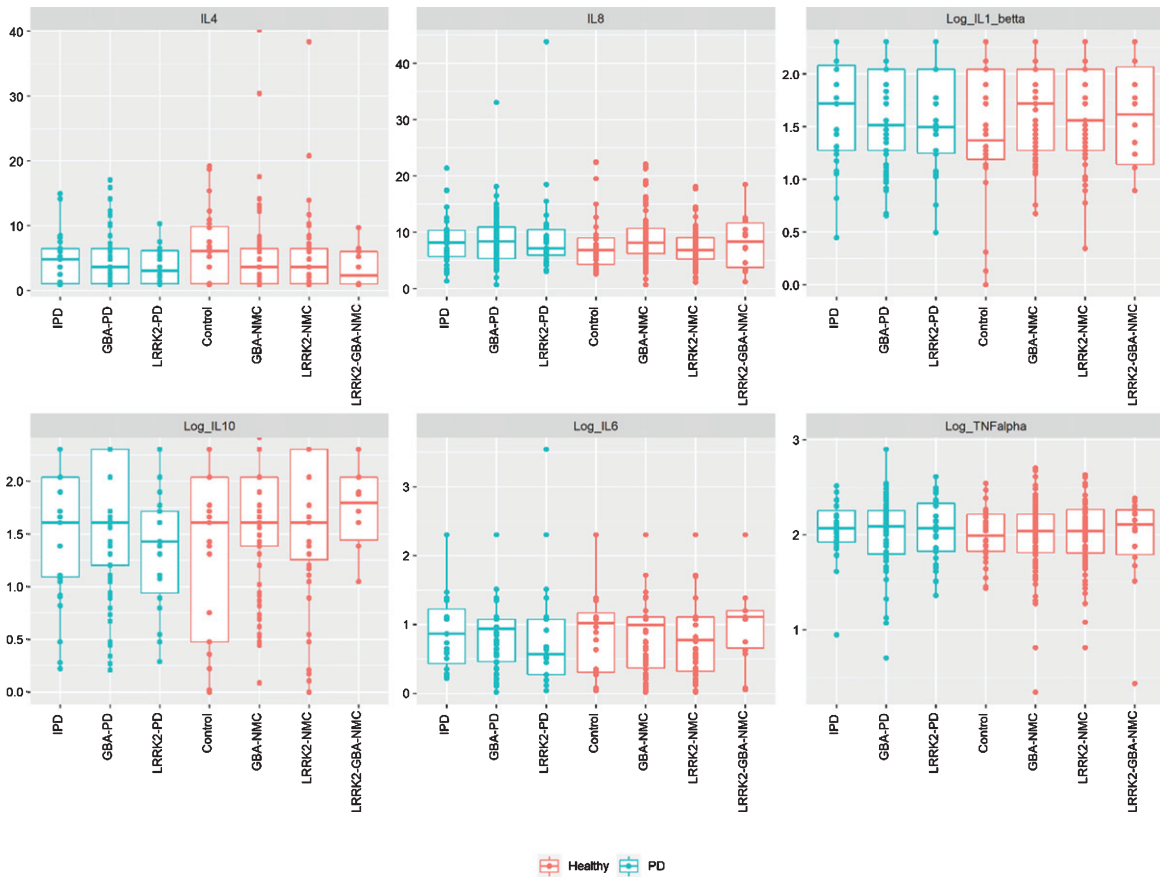 IL4
IL8
Log_IL1_betta
40
30
20
10
0
40
30
20
10
0
2.0
1.5
1.0
0.5
0.0
IPD
GBA-PD
LRRK2-PD
Control
GBA-NMC
LRRK2-NMC
LRRK2-GBA-NMC
IPD
GBA-PD
LRRK2-PD
Control
GBA-NMC
LRRK2-NMC
LRRK2-GBA-NMC
IPD
GBA-PD
LRRK2-PD
Control
GBA-NMC
LRRK2-NMC
LRRK2-GBA-NMC
Log_IL10
Log_IL6
Log_TNFalpha
2.0
1.5
1.0
0.5
0.0
3
2
1
0
3
2
1
IPD
GBA-PD
LRRK2-PD
Control
GBA-NMC
LRRK2-NMC
LRRK2-GBA-NMC
IPD
GBA-PD
LRRK2-PD
Control
GBA-NMC
LRRK2-NMC
LRRK2-GBA-NMC
IPD
GBA-PD
LRRK2-PD
Control
GBA-NMC
LRRK2-NMC
LRRK2-GBA-NMC
Healthy PD